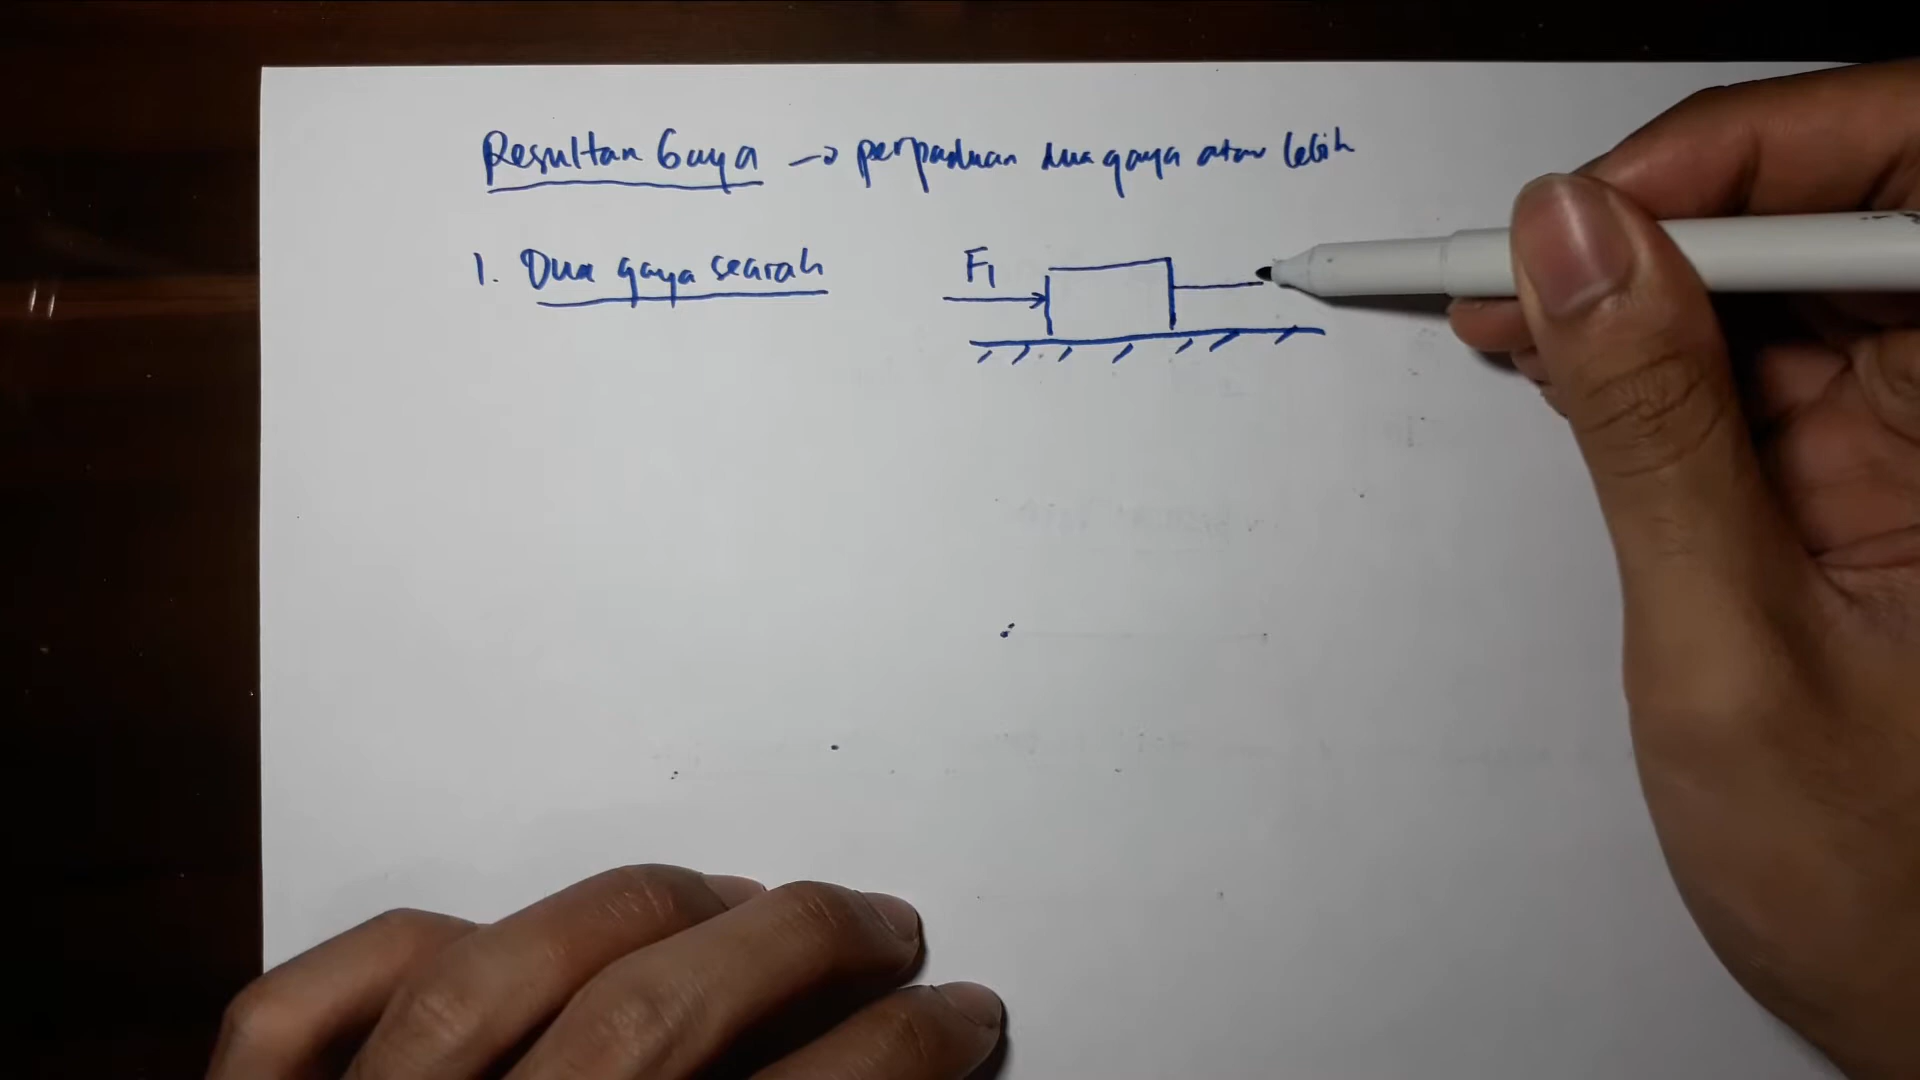 Resultan Gaya → perpaduan dua gaya atau lebih
1. Dua gaya searah
F1